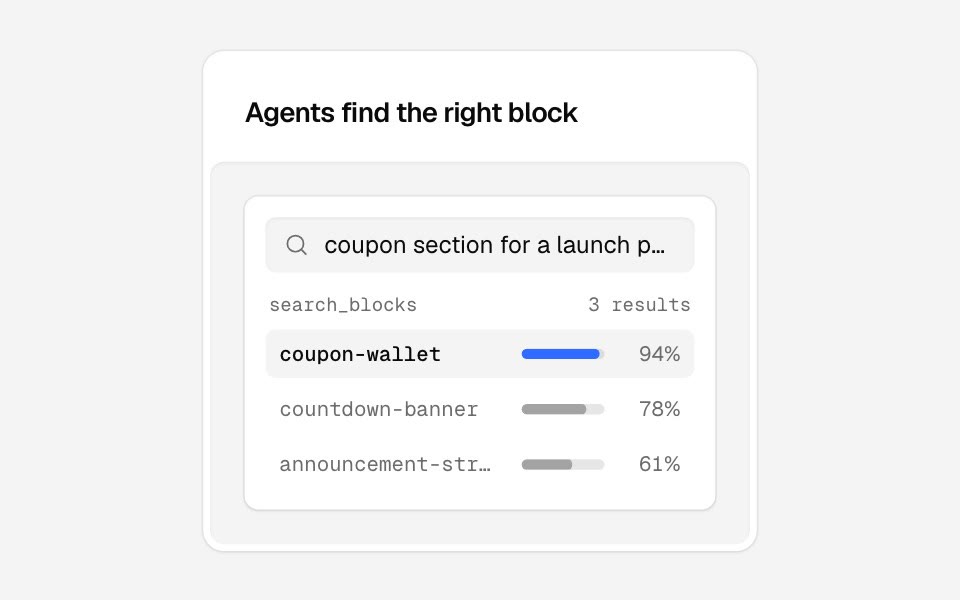 Agents find the right block
coupon section for a launch p…
search_blocks 3 results
coupon-wallet 94%
countdown-banner 78%
announcement-str… 61%